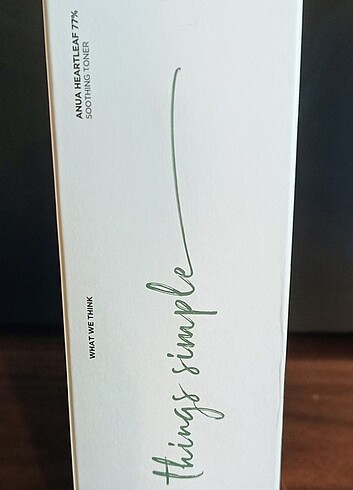 WHAT WE THINK
ANUA HEARTLEAF 77%
SOOTHING TONER
things simple